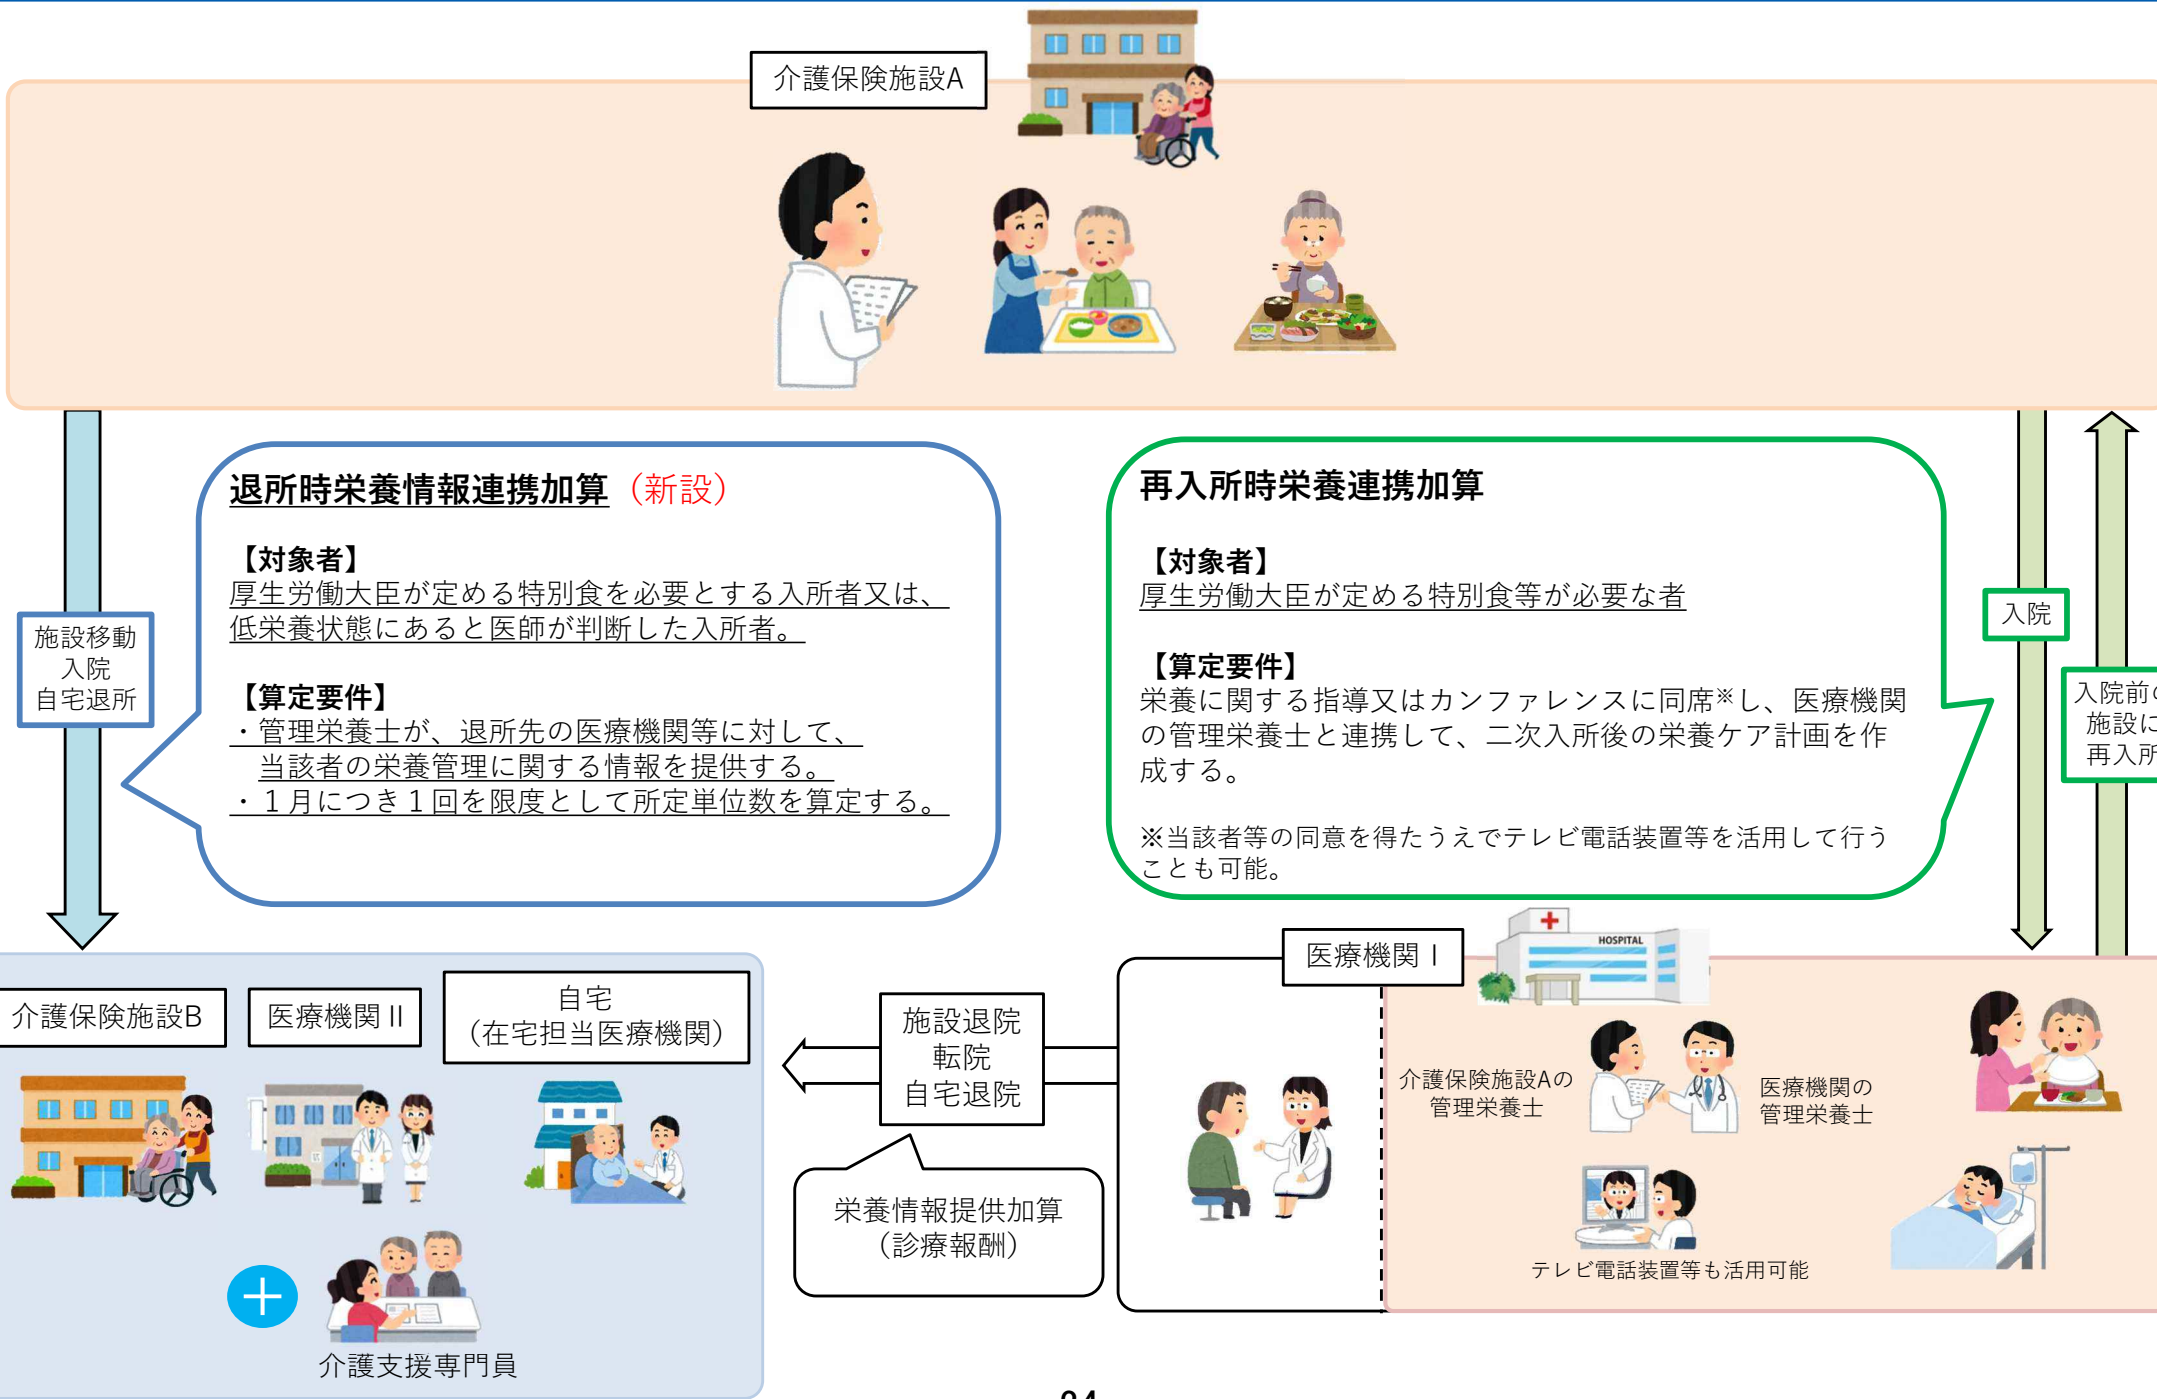 介護保険施設A
退所時栄養情報連携加算（新設）
【対象者】
厚生労働大臣が定める特別食を必要とする入所者又は、
低栄養状態にあると医師が判断した入所者。
【算定要件】
・管理栄養士が、退所先の医療機関等に対して、
当該者の栄養管理に関する情報を提供する。
・１月につき１回を限度として所定単位数を算定する。
施設移動
入院
自宅退所
再入所時栄養連携加算
【対象者】
厚生労働大臣が定める特別食等が必要な者
【算定要件】
栄養に関する指導又はカンファレンスに同席※し、医療機関
の管理栄養士と連携して、二次入所後の栄養ケア計画を作
成する。
※当該者等の同意を得たうえでテレビ電話装置等を活用して行う
ことも可能。
入院
入院前の
施設に
再入所
介護保険施設B
医療機関Ⅱ
自宅
（在宅担当医療機関）
介護支援専門員
施設退院
転院
自宅退院
栄養情報提供加算
（診療報酬）
医療機関Ⅰ
HOSPITAL
介護保険施設Aの
管理栄養士
医療機関の
管理栄養士
テレビ電話装置等も活用可能